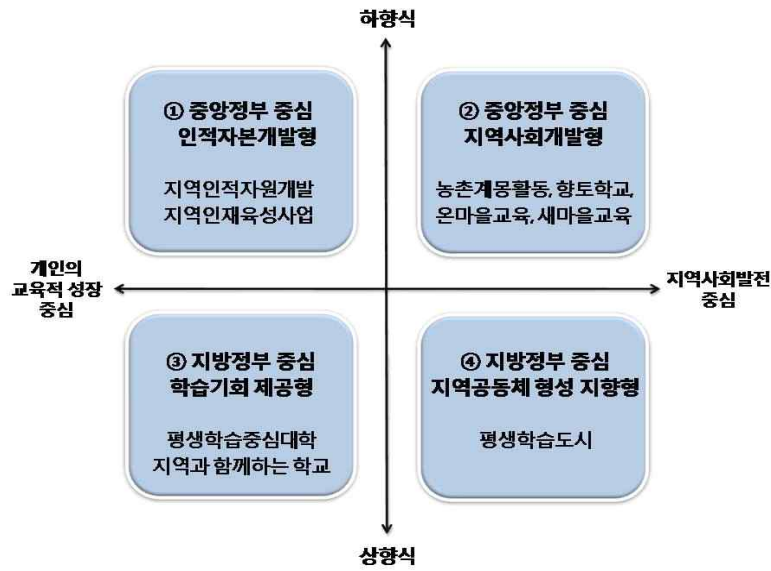 하향식
① 중앙정부 중심
인적자본개발형
지역인적자원개발
지역인재육성사업
② 중앙정부 중심
지역사회개발형
농촌계몽활동, 향토학교,
온마을교육, 새마을교육
개인의
교육적 성장
중심
지역사회발전
중심
③ 지방정부 중심
학습기회 제공형
평생학습중심대학
지역과 함께하는 학교
④ 지방정부 중심
지역공동체 형성 지향형
평생학습도시
상향식